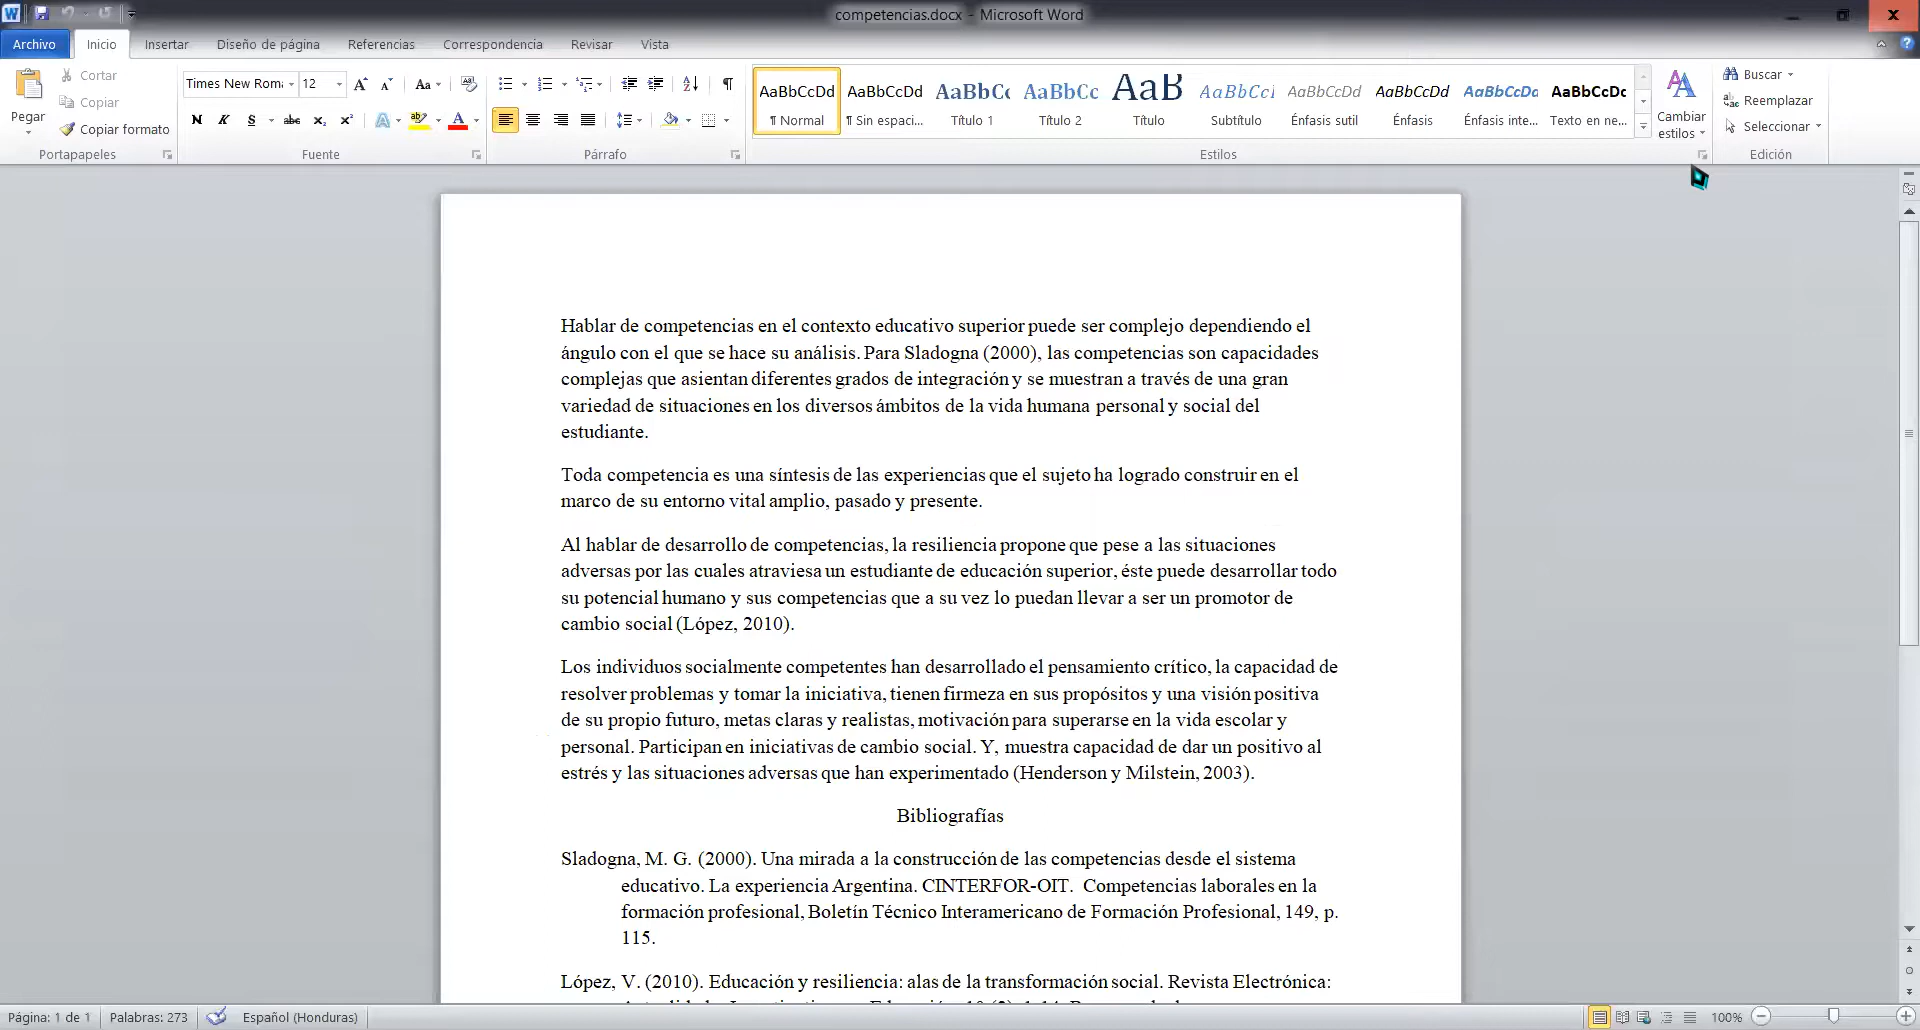 competencias.docx - Microsoft Word
Archivo Inicio Insertar Diseño de página Referencias Correspondencia Revisar Vista
Pegar
Cortar
Copiar
Copiar formato
Portapapeles
Times New Roma 12
Aa
N K S abc x₂ x² A ab A
Fuente
Párrafo
AaBbCcDd AaBbCcDd AaBbCc AaBbCc AaB AaBbCcI AaBbCcDd AaBbCcDd AaBbCcDa AaBbCcDc
¶ Normal ¶ Sin espaci... Título 1 Título 2 Título Subtítulo Énfasis sutil Énfasis Énfasis inte... Texto en ne...
Estilos
Cambiar
estilos
Buscar
Reemplazar
Seleccionar
Edición
Hablar de competencias en el contexto educativo superior puede ser complejo dependiendo el
ángulo con el que se hace su análisis. Para Sladogna (2000), las competencias son capacidades
complejas que asientan diferentes grados de integración y se muestran a través de una gran
variedad de situaciones en los diversos ámbitos de la vida humana personal y social del
estudiante.
Toda competencia es una síntesis de las experiencias que el sujeto ha logrado construir en el
marco de su entorno vital amplio, pasado y presente.
Al hablar de desarrollo de competencias, la resiliencia propone que pese a las situaciones
adversas por las cuales atraviesa un estudiante de educación superior, éste puede desarrollar todo
su potencial humano y sus competencias que a su vez lo puedan llevar a ser un promotor de
cambio social (López, 2010).
Los individuos socialmente competentes han desarrollado el pensamiento crítico, la capacidad de
resolver problemas y tomar la iniciativa, tienen firmeza en sus propósitos y una visión positiva
de su propio futuro, metas claras y realistas, motivación para superarse en la vida escolar y
personal. Participan en iniciativas de cambio social. Y, muestra capacidad de dar un positivo al
estrés y las situaciones adversas que han experimentado (Henderson y Milstein, 2003).
Bibliografías
Sladogna, M. G. (2000). Una mirada a la construcción de las competencias desde el sistema
educativo. La experiencia Argentina. CINTERFOR-OIT. Competencias laborales en la
formación profesional, Boletín Técnico Interamericano de Formación Profesional, 149, p.
115.
López, V. (2010). Educación y resiliencia: alas de la transformación social. Revista Electrónica:
Página: 1 de 1 Palabras: 273 Español (Honduras) 100%